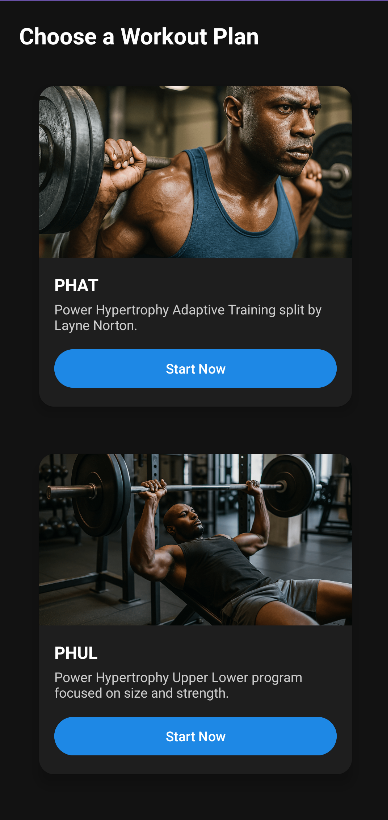 Choose a Workout Plan
PHAT
Power Hypertrophy Adaptive Training split by
Layne Norton.
Start Now
PHUL
Power Hypertrophy Upper Lower program
focused on size and strength.
Start Now